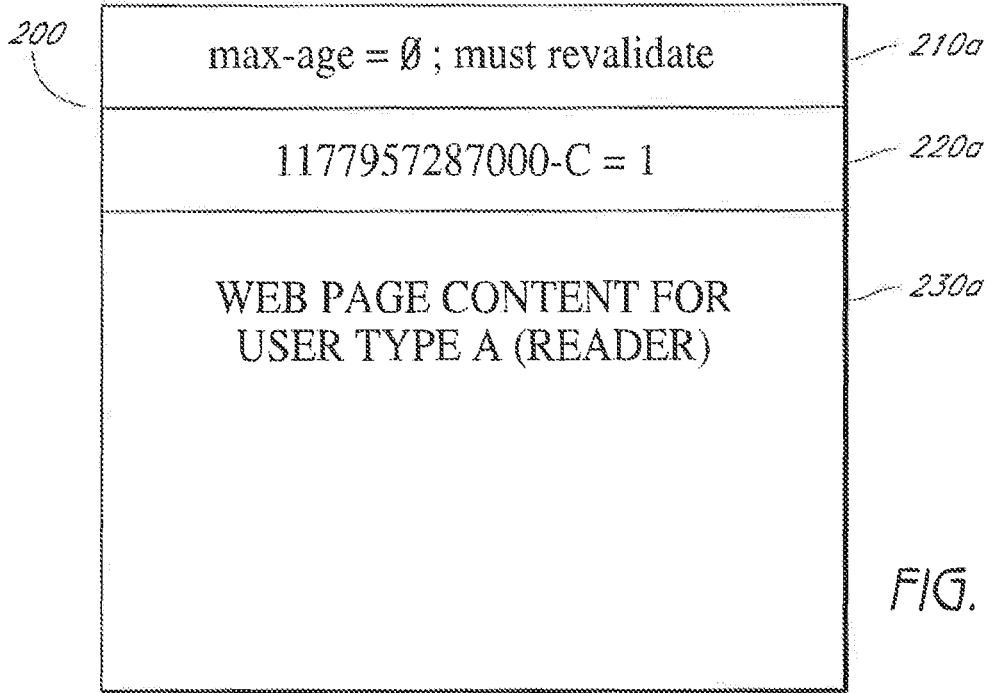 200
max-age = Ø ; must revalidate
210a
1177957287000-C = 1
220a
WEB PAGE CONTENT FOR
USER TYPE A (READER)
230a
FIG.